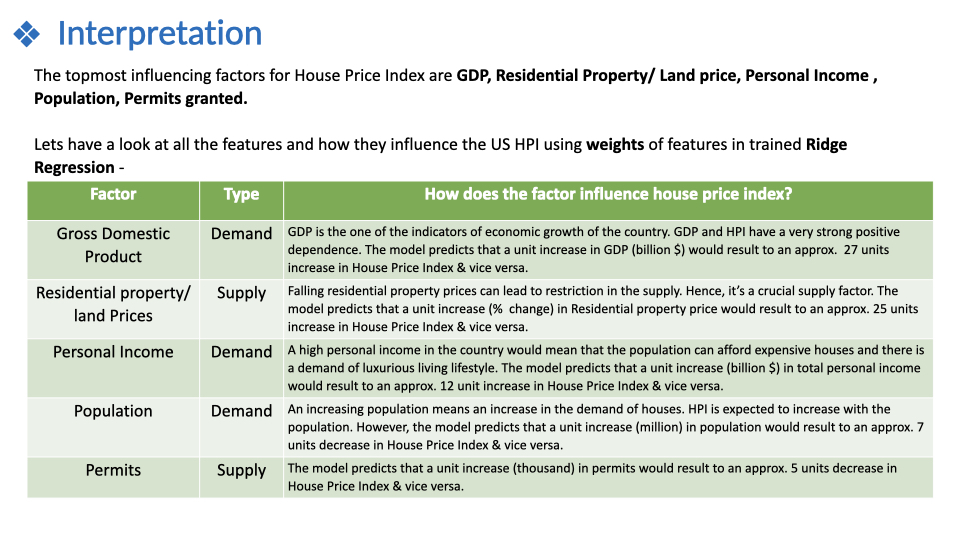 Interpretation
The topmost influencing factors for House Price Index are GDP, Residential Property/ Land price, Personal Income ,
Population, Permits granted.
Lets have a look at all the features and how they influence the US HPI using weights of features in trained Ridge
Regression -
Factor Type How does the factor influence house price index?
Gross Domestic
Product
Demand
GDP is the one of the indicators of economic growth of the country. GDP and HPI have a very strong positive
dependence. The model predicts that a unit increase in GDP (billion $) would result to an approx.  27 units
increase in House Price Index & vice versa.
Residential property/
land Prices
Supply
Falling residential property prices can lead to restriction in the supply. Hence, it’s a crucial supply factor. The
model predicts that a unit increase (%  change) in Residential property price would result to an approx. 25 units
increase in House Price Index & vice versa.
Personal Income
Demand
A high personal income in the country would mean that the population can afford expensive houses and there is
a demand of luxurious living lifestyle. The model predicts that a unit increase (billion $) in total personal income
would result to an approx. 12 unit increase in House Price Index & vice versa.
Population
Demand
An increasing population means an increase in the demand of houses. HPI is expected to increase with the
population. However, the model predicts that a unit increase (million) in population would result to an approx. 7
units decrease in House Price Index & vice versa.
Permits
Supply
The model predicts that a unit increase (thousand) in permits would result to an approx. 5 units decrease in
House Price Index & vice versa.